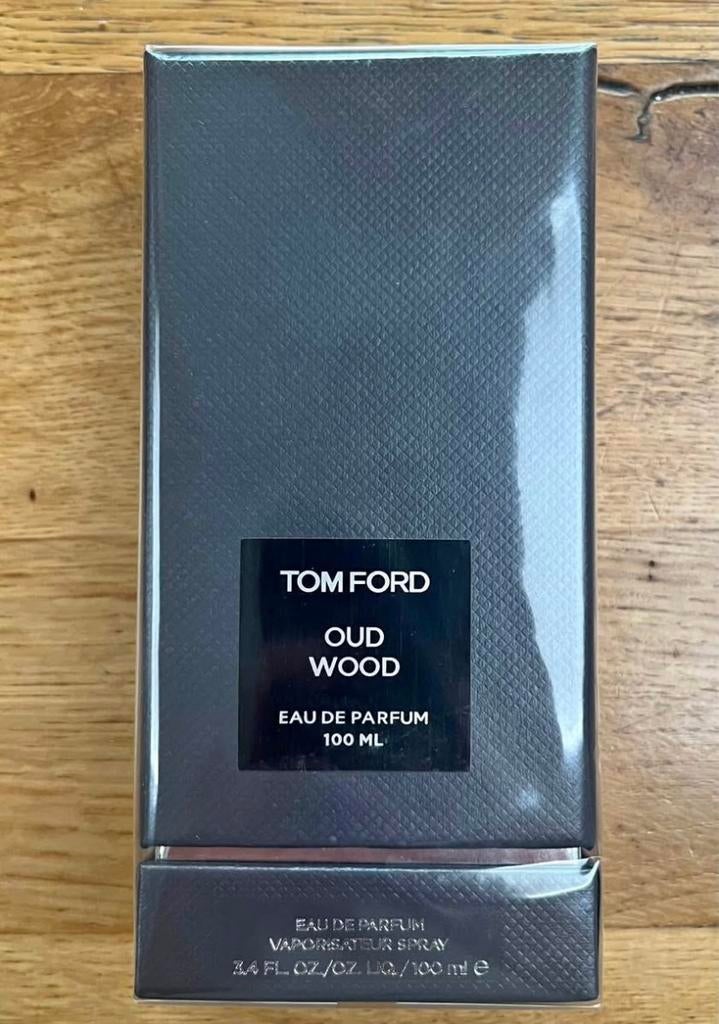 TOM FORD
OUD
WOOD
EAU DE PARFUM
100 ML
EAU DE PARFUM
VAPORISATEUR SPRAY
3.4 FL. OZ./OZ. LIQ. / 100 ml ℮